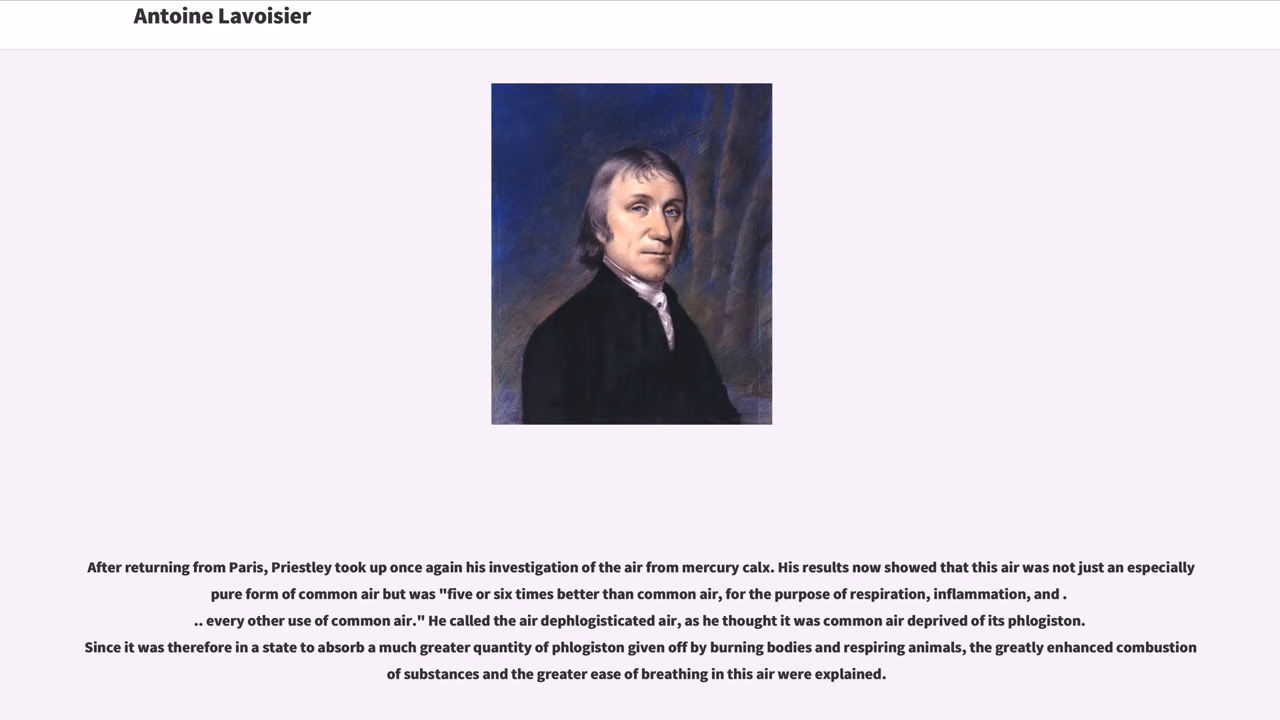 Antoine Lavoisier
After returning from Paris, Priestley took up once again his investigation of the air from mercury calx. His results now showed that this air was not just an especially
pure form of common air but was "five or six times better than common air, for the purpose of respiration, inflammation, and .
.. every other use of common air." He called the air dephlogisticated air, as he thought it was common air deprived of its phlogiston.
Since it was therefore in a state to absorb a much greater quantity of phlogiston given off by burning bodies and respiring animals, the greatly enhanced combustion
of substances and the greater ease of breathing in this air were explained.